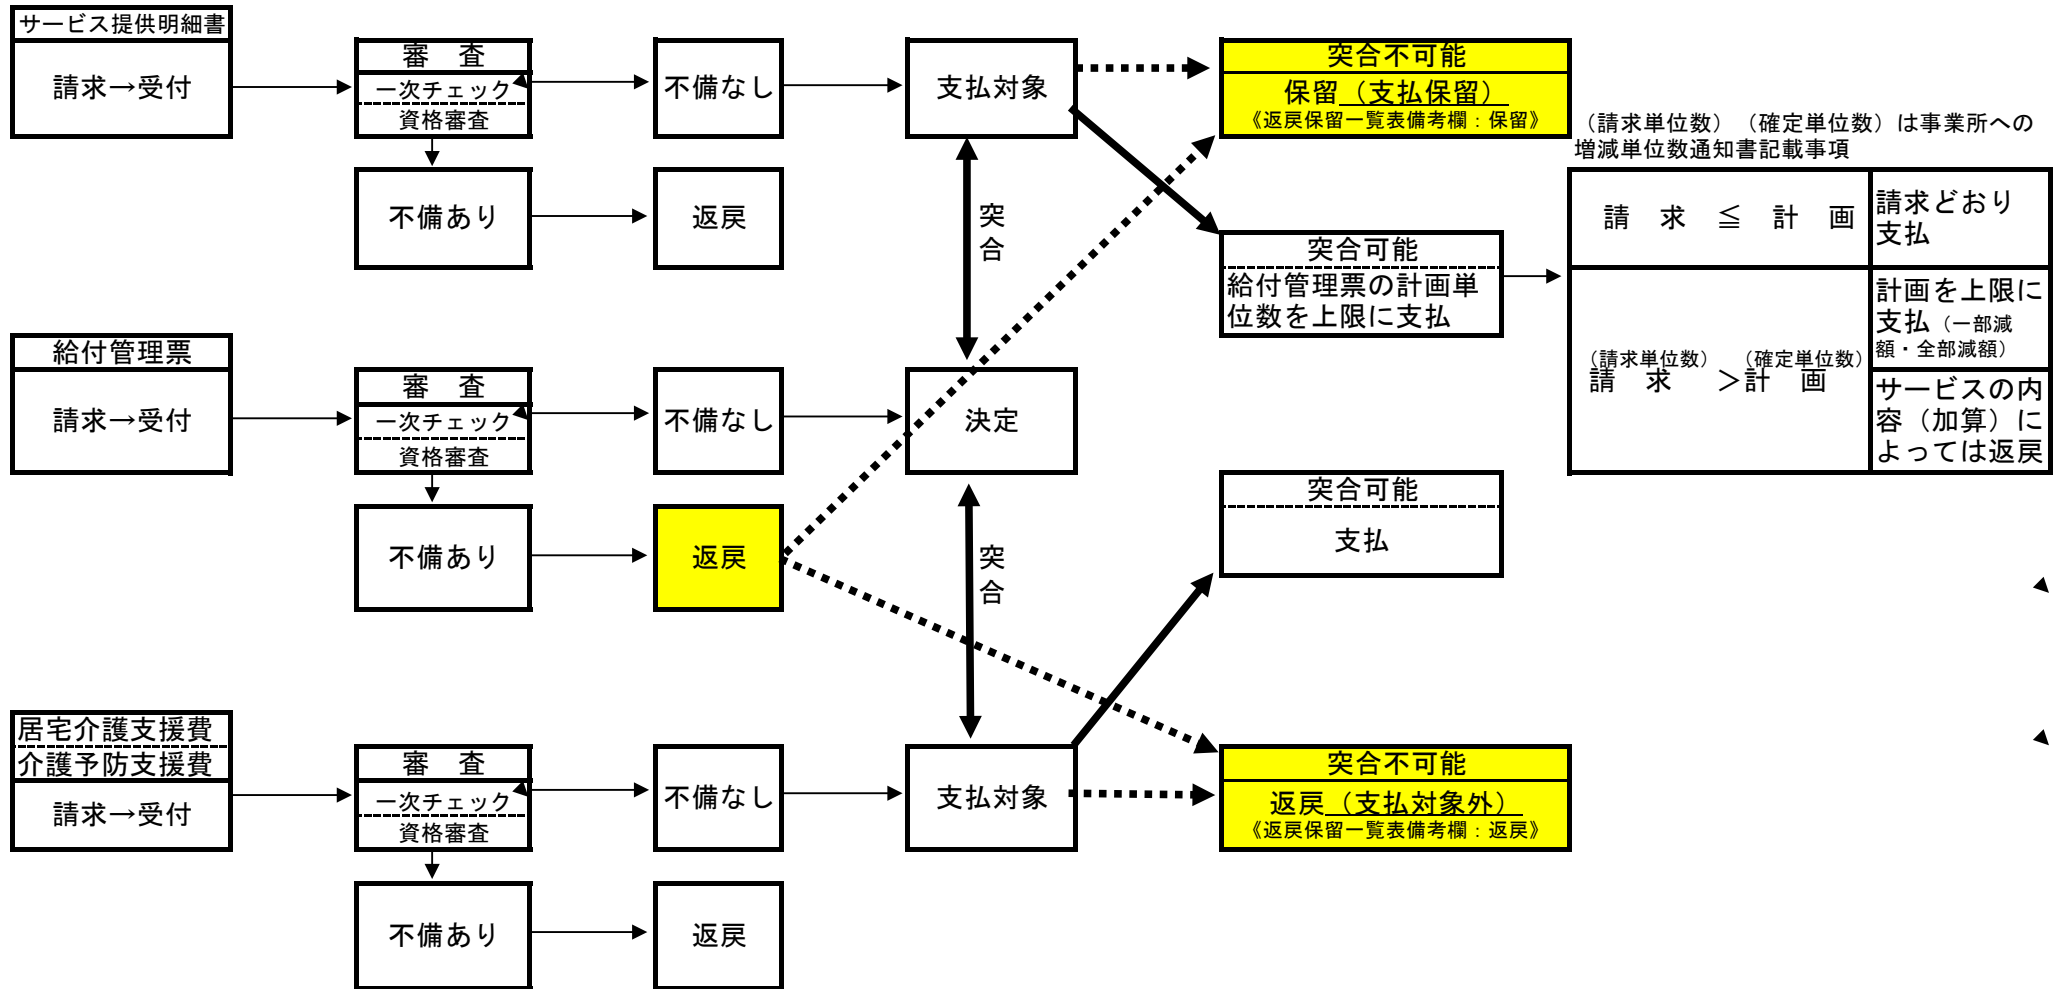 サービス提供明細書
請求→受付
審　査
一次チェック
資格審査
不備なし
支払対象
突合不可能
保留（支払保留）
《返戻保留一覧表備考欄：保留》
不備あり
返戻
突
合
（請求単位数）（確定単位数）は事業所への
増減単位数通知書記載事項
突合可能
給付管理票の計画単
位数を上限に支払
請　求　≦　計　画
請求どおり
支払
（請求単位数）　（確定単位数）
請　求　＞計　画
計画を上限に
支払（一部減
額・全部減額）
サービスの内
容（加算）に
よっては返戻
給付管理票
請求→受付
審　査
一次チェック
資格審査
不備なし
決定
不備あり
返戻
突
合
突合可能
支払
居宅介護支援費
介護予防支援費
請求→受付
審　査
一次チェック
資格審査
不備なし
支払対象
突合不可能
返戻（支払対象外）
《返戻保留一覧表備考欄：返戻》
不備あり
返戻